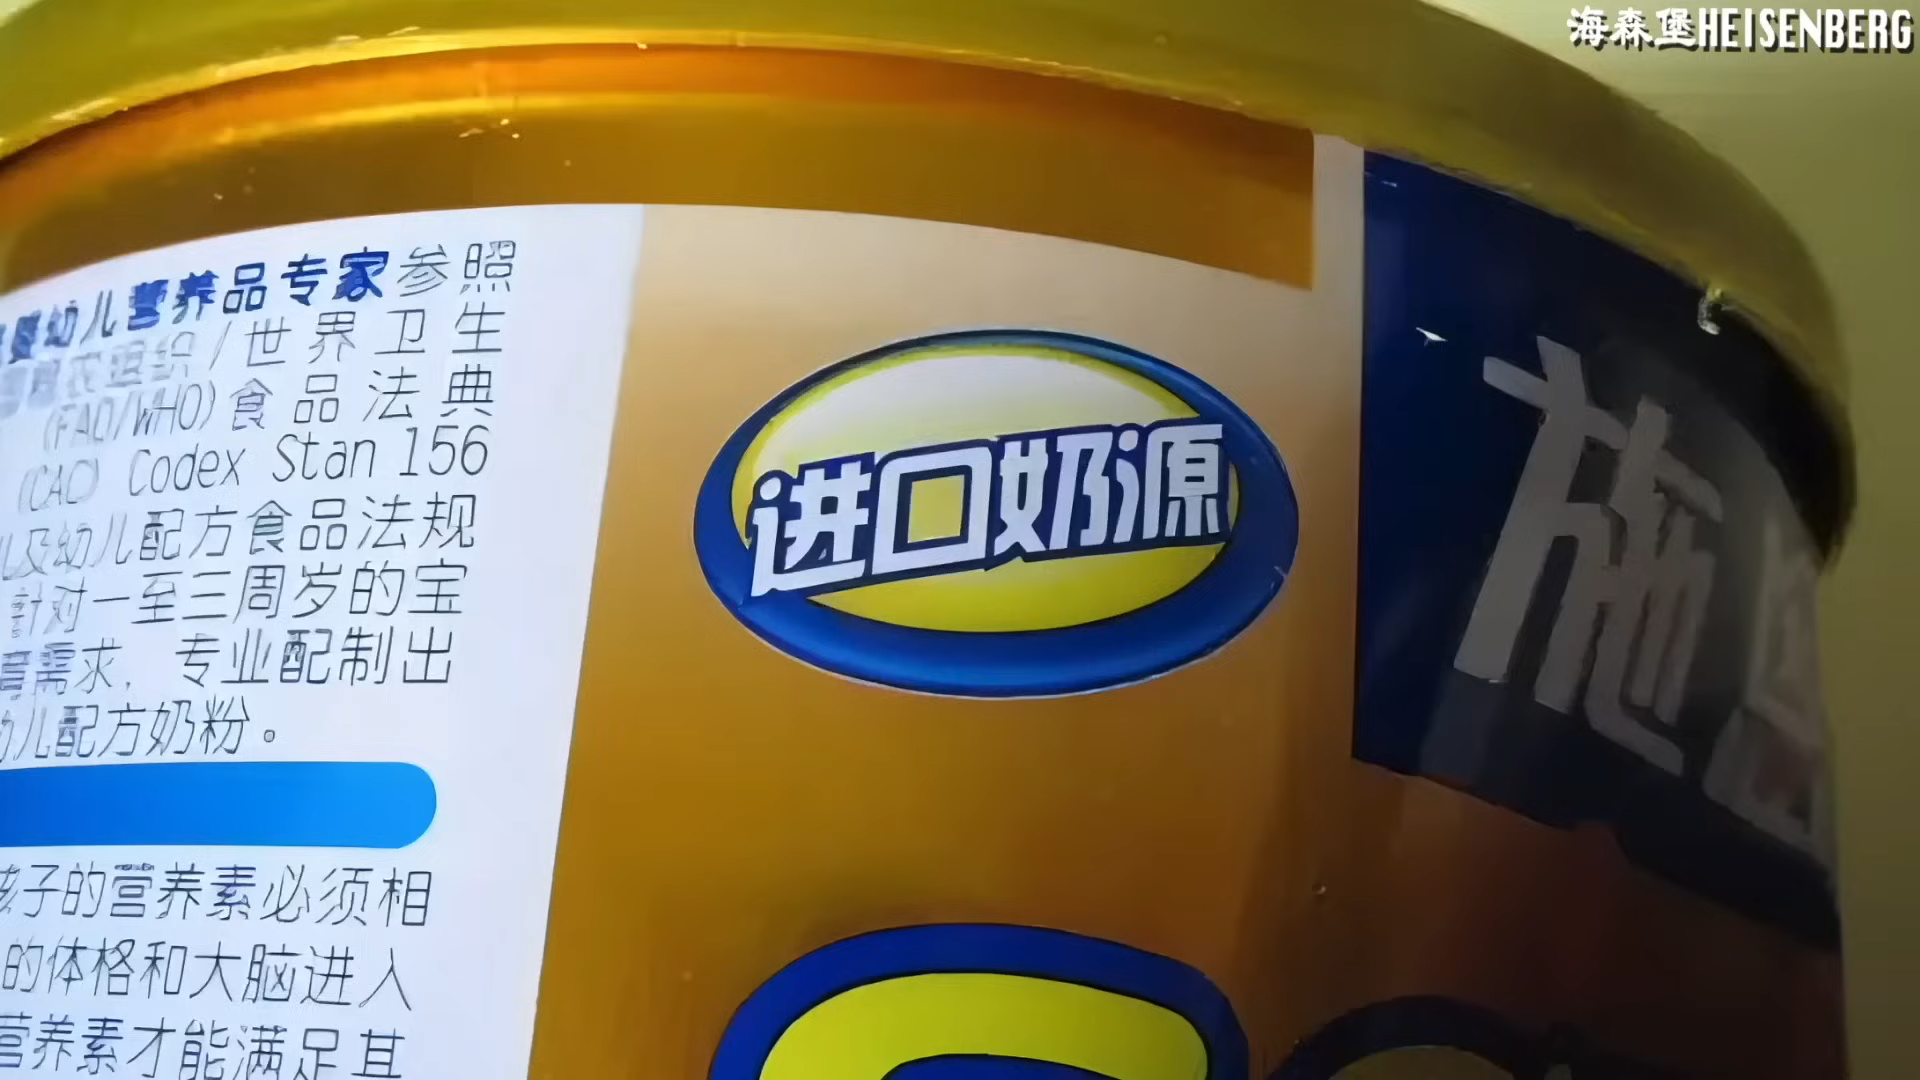 海森堡HEISENBERG
婴幼儿营养品专家参照
组织/世界卫生
(FAO/WHO)食品法典
(CAC) Codex Stan 156
儿及幼儿配方食品法规
针对一至三周岁的宝
需求，专业配制出
幼儿配方奶粉。
孩子的营养素必须相
的体格和大脑进入
营养素才能满足其
进口奶源
施